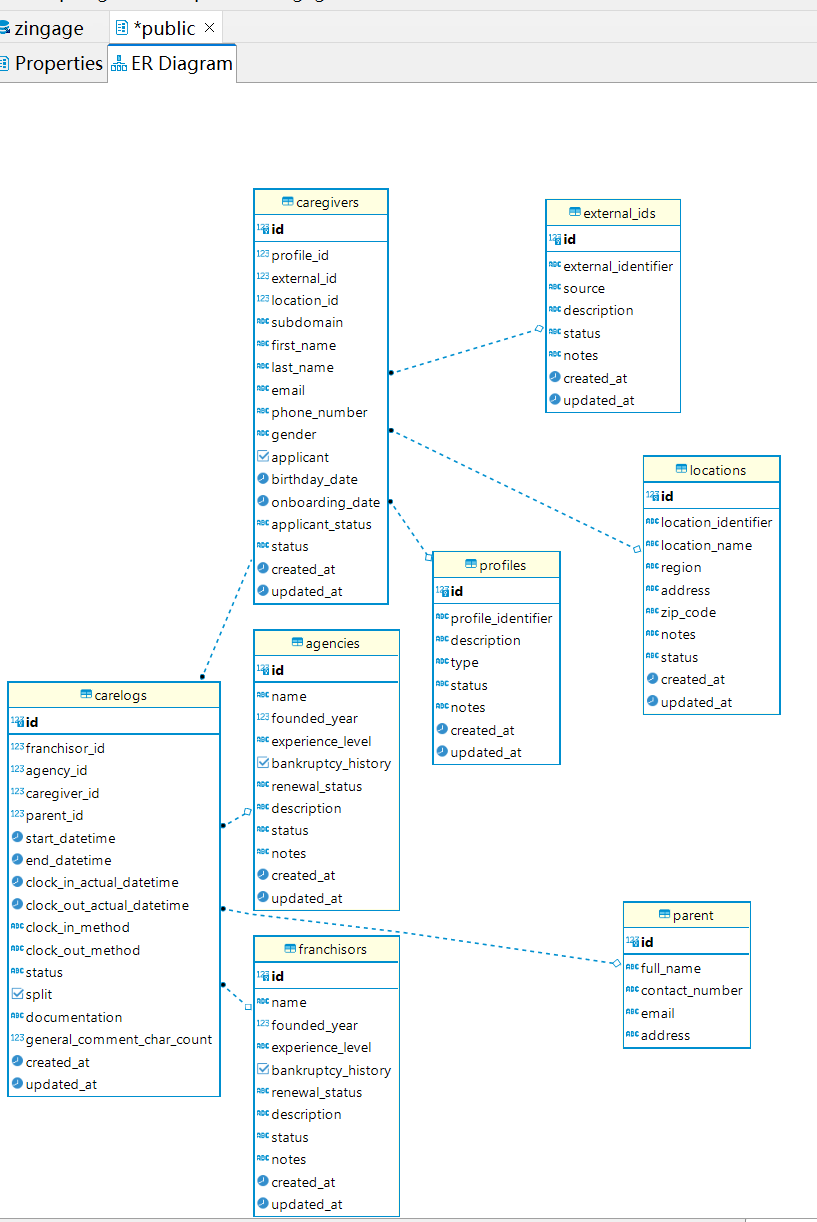 zingage
*public
Properties
ER Diagram
caregivers
id
profile_id
external_id
location_id
subdomain
first_name
last_name
email
phone_number
gender
applicant
birthday_date
onboarding_date
applicant_status
status
created_at
updated_at
external_ids
id
external_identifier
source
description
status
notes
created_at
updated_at
locations
id
location_identifier
location_name
region
address
zip_code
notes
status
created_at
updated_at
profiles
id
profile_identifier
description
type
status
notes
created_at
updated_at
agencies
id
name
founded_year
experience_level
bankruptcy_history
renewal_status
description
status
notes
created_at
updated_at
carelogs
id
franchisor_id
agency_id
caregiver_id
parent_id
start_datetime
end_datetime
clock_in_actual_datetime
clock_out_actual_datetime
clock_in_method
clock_out_method
status
split
documentation
general_comment_char_count
created_at
updated_at
parent
id
full_name
contact_number
email
address
franchisors
id
name
founded_year
experience_level
bankruptcy_history
renewal_status
description
status
notes
created_at
updated_at